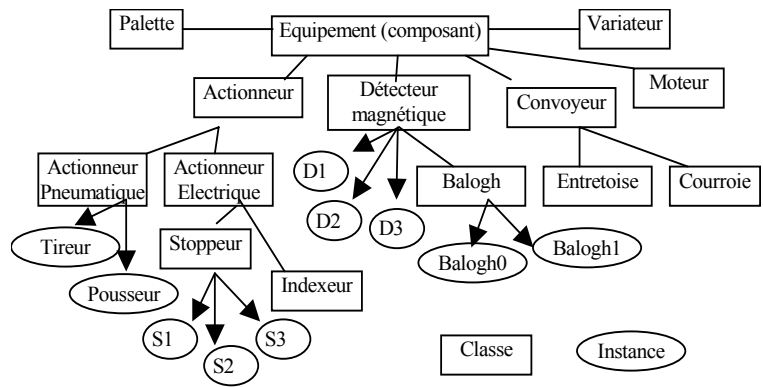 Palette
Equipement (composant)
Variateur
Actionneur
Détecteur
magnétique
Convoyeur
Moteur
Actionneur
Pneumatique
Actionneur
Electrique
D1
D2
D3
Balogh
Entretoise
Courroie
Tireur
Pousseur
Stoppeur
Indexeur
Balogh0
Balogh1
S1
S2
S3
Classe
Instance